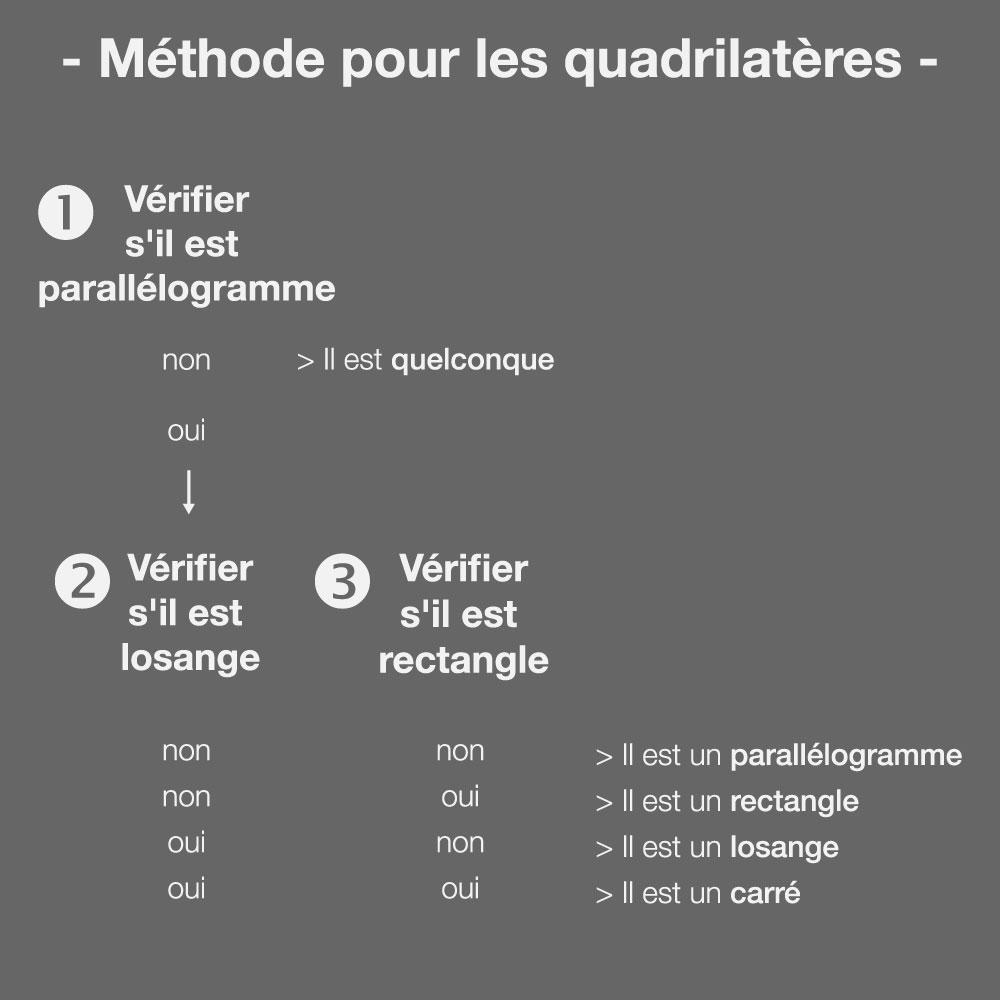 - Méthode pour les quadrilatères -
1 Vérifier
s'il est
parallélogramme
non > Il est quelconque
oui
2 Vérifier
s'il est
losange
3 Vérifier
s'il est
rectangle
non non > Il est un parallélogramme
non oui > Il est un rectangle
oui non > Il est un losange
oui oui > Il est un carré